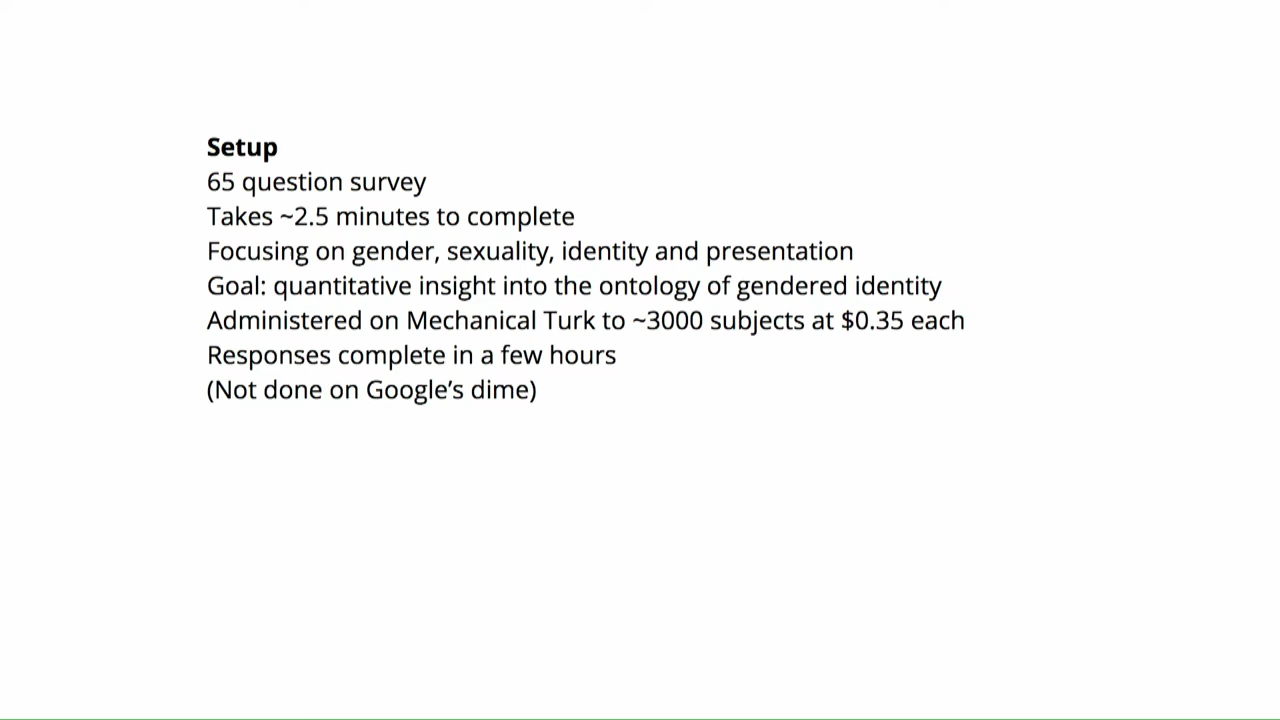 Setup
65 question survey
Takes ~2.5 minutes to complete
Focusing on gender, sexuality, identity and presentation
Goal: quantitative insight into the ontology of gendered identity
Administered on Mechanical Turk to ~3000 subjects at $0.35 each
Responses complete in a few hours
(Not done on Google’s dime)